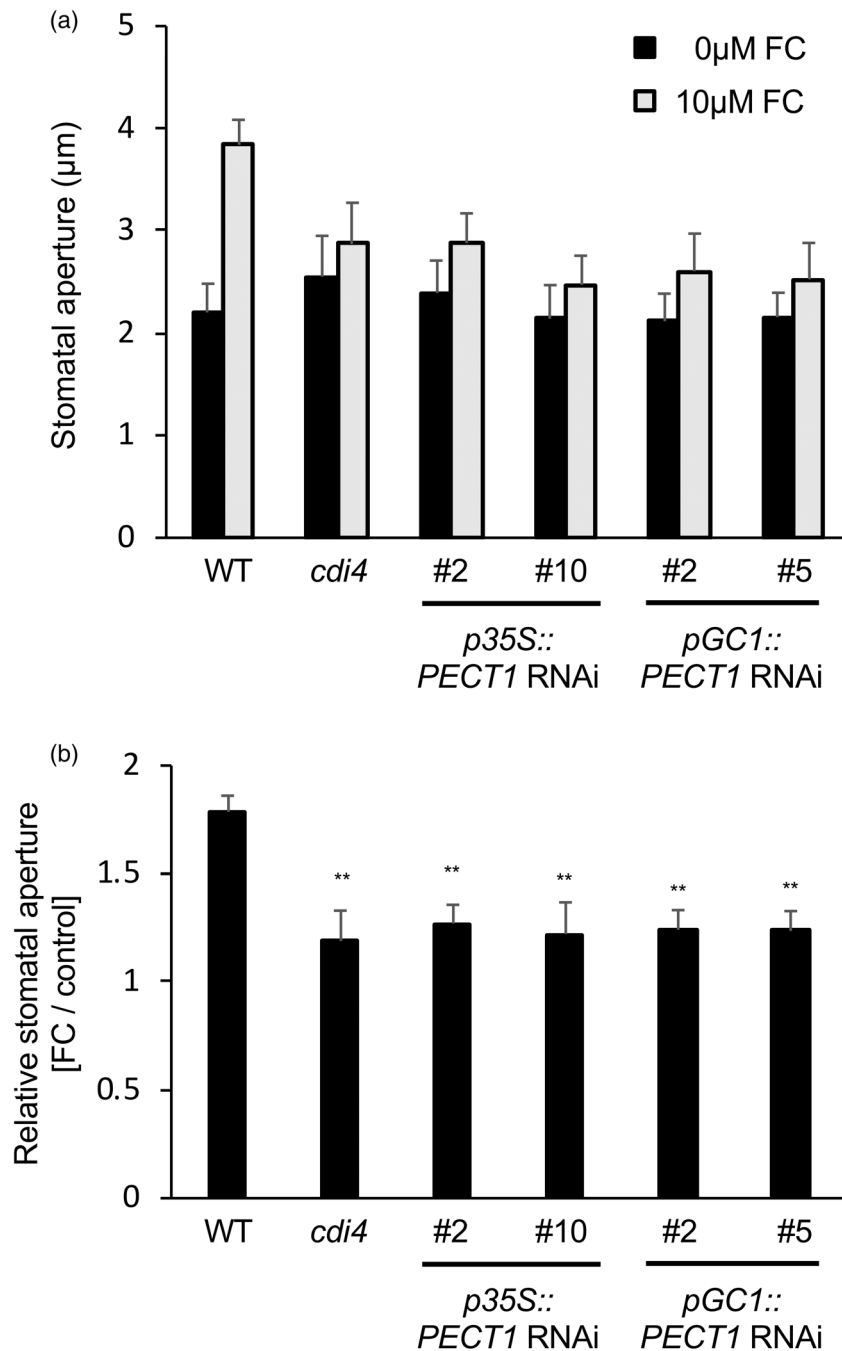 (a)
0µM FC
10µM FC
Stomatal aperture (µm)
5
4
3
2
1
0
WT
cdi4
#2
#10
#2
#5
p35S::
PECT1 RNAi
pGC1::
PECT1 RNAi
(b)
Relative stomatal aperture
[FC / control]
2
1.5
1
0.5
0
**
**
**
**
**
WT
cdi4
#2
#10
#2
#5
p35S::
PECT1 RNAi
pGC1::
PECT1 RNAi